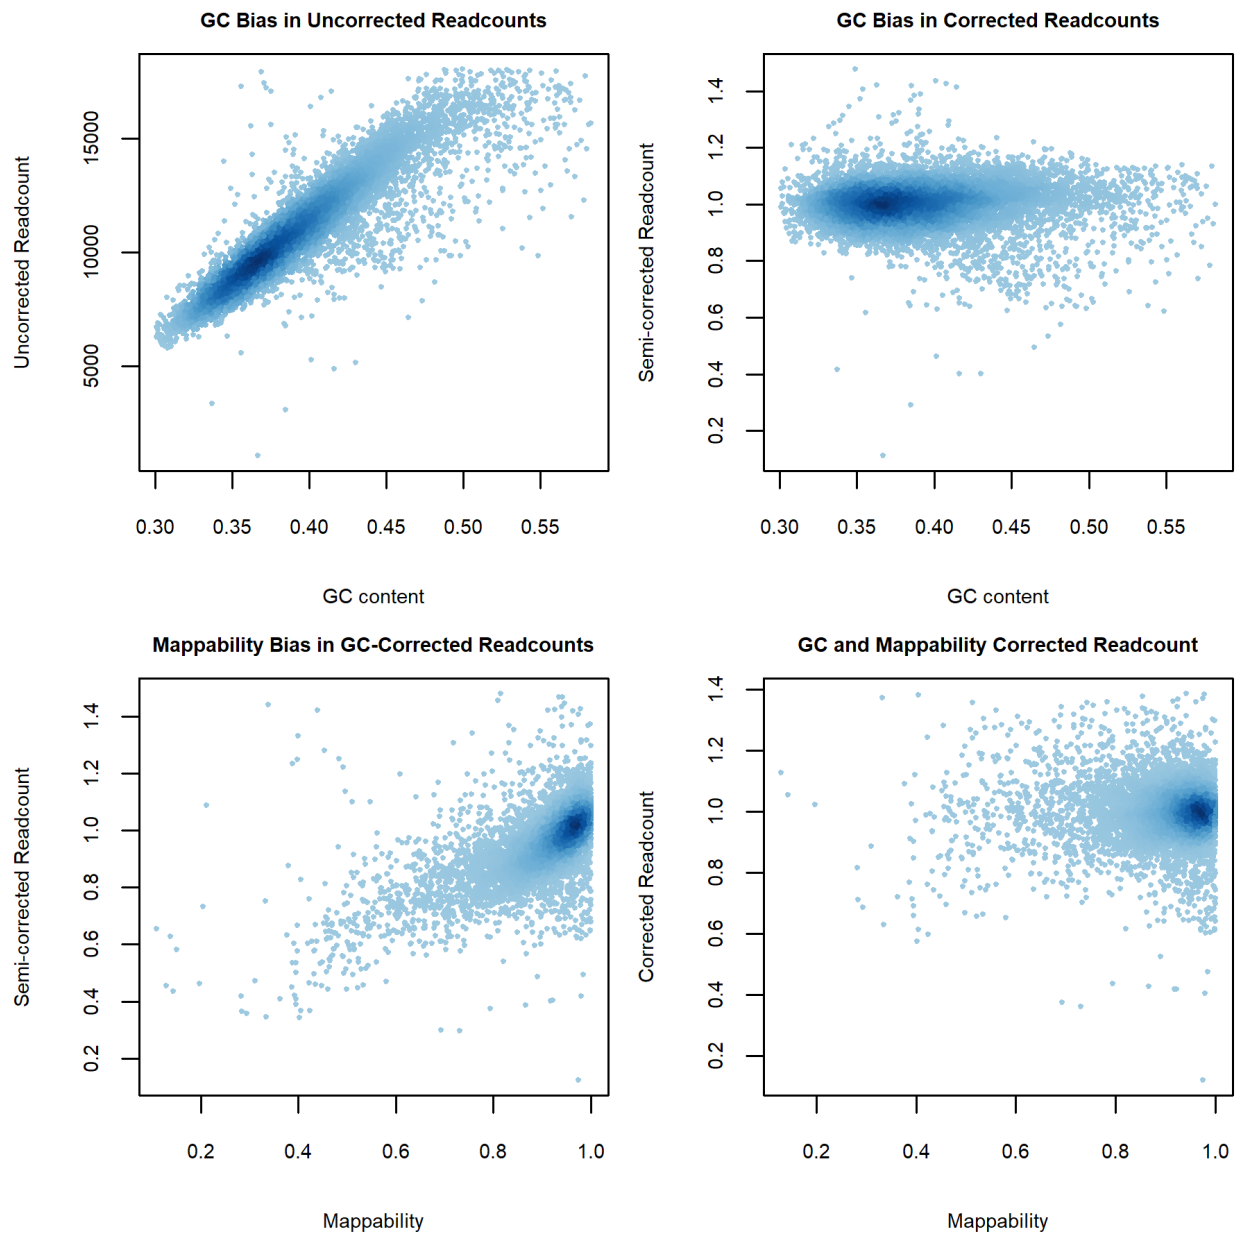 GC Bias in Uncorrected Readcounts
Uncorrected Readcount
15000
10000
5000
0.30 0.35 0.40 0.45 0.50 0.55
GC content
GC Bias in Corrected Readcounts
Semi-corrected Readcount
1.4
1.2
1.0
0.8
0.6
0.4
0.2
0.30 0.35 0.40 0.45 0.50 0.55
GC content
Mappability Bias in GC-Corrected Readcounts
Semi-corrected Readcount
1.4
1.2
1.0
0.8
0.6
0.4
0.2
0.2 0.4 0.6 0.8 1.0
Mappability
GC and Mappability Corrected Readcount
Corrected Readcount
1.4
1.2
1.0
0.8
0.6
0.4
0.2
0.2 0.4 0.6 0.8 1.0
Mappability